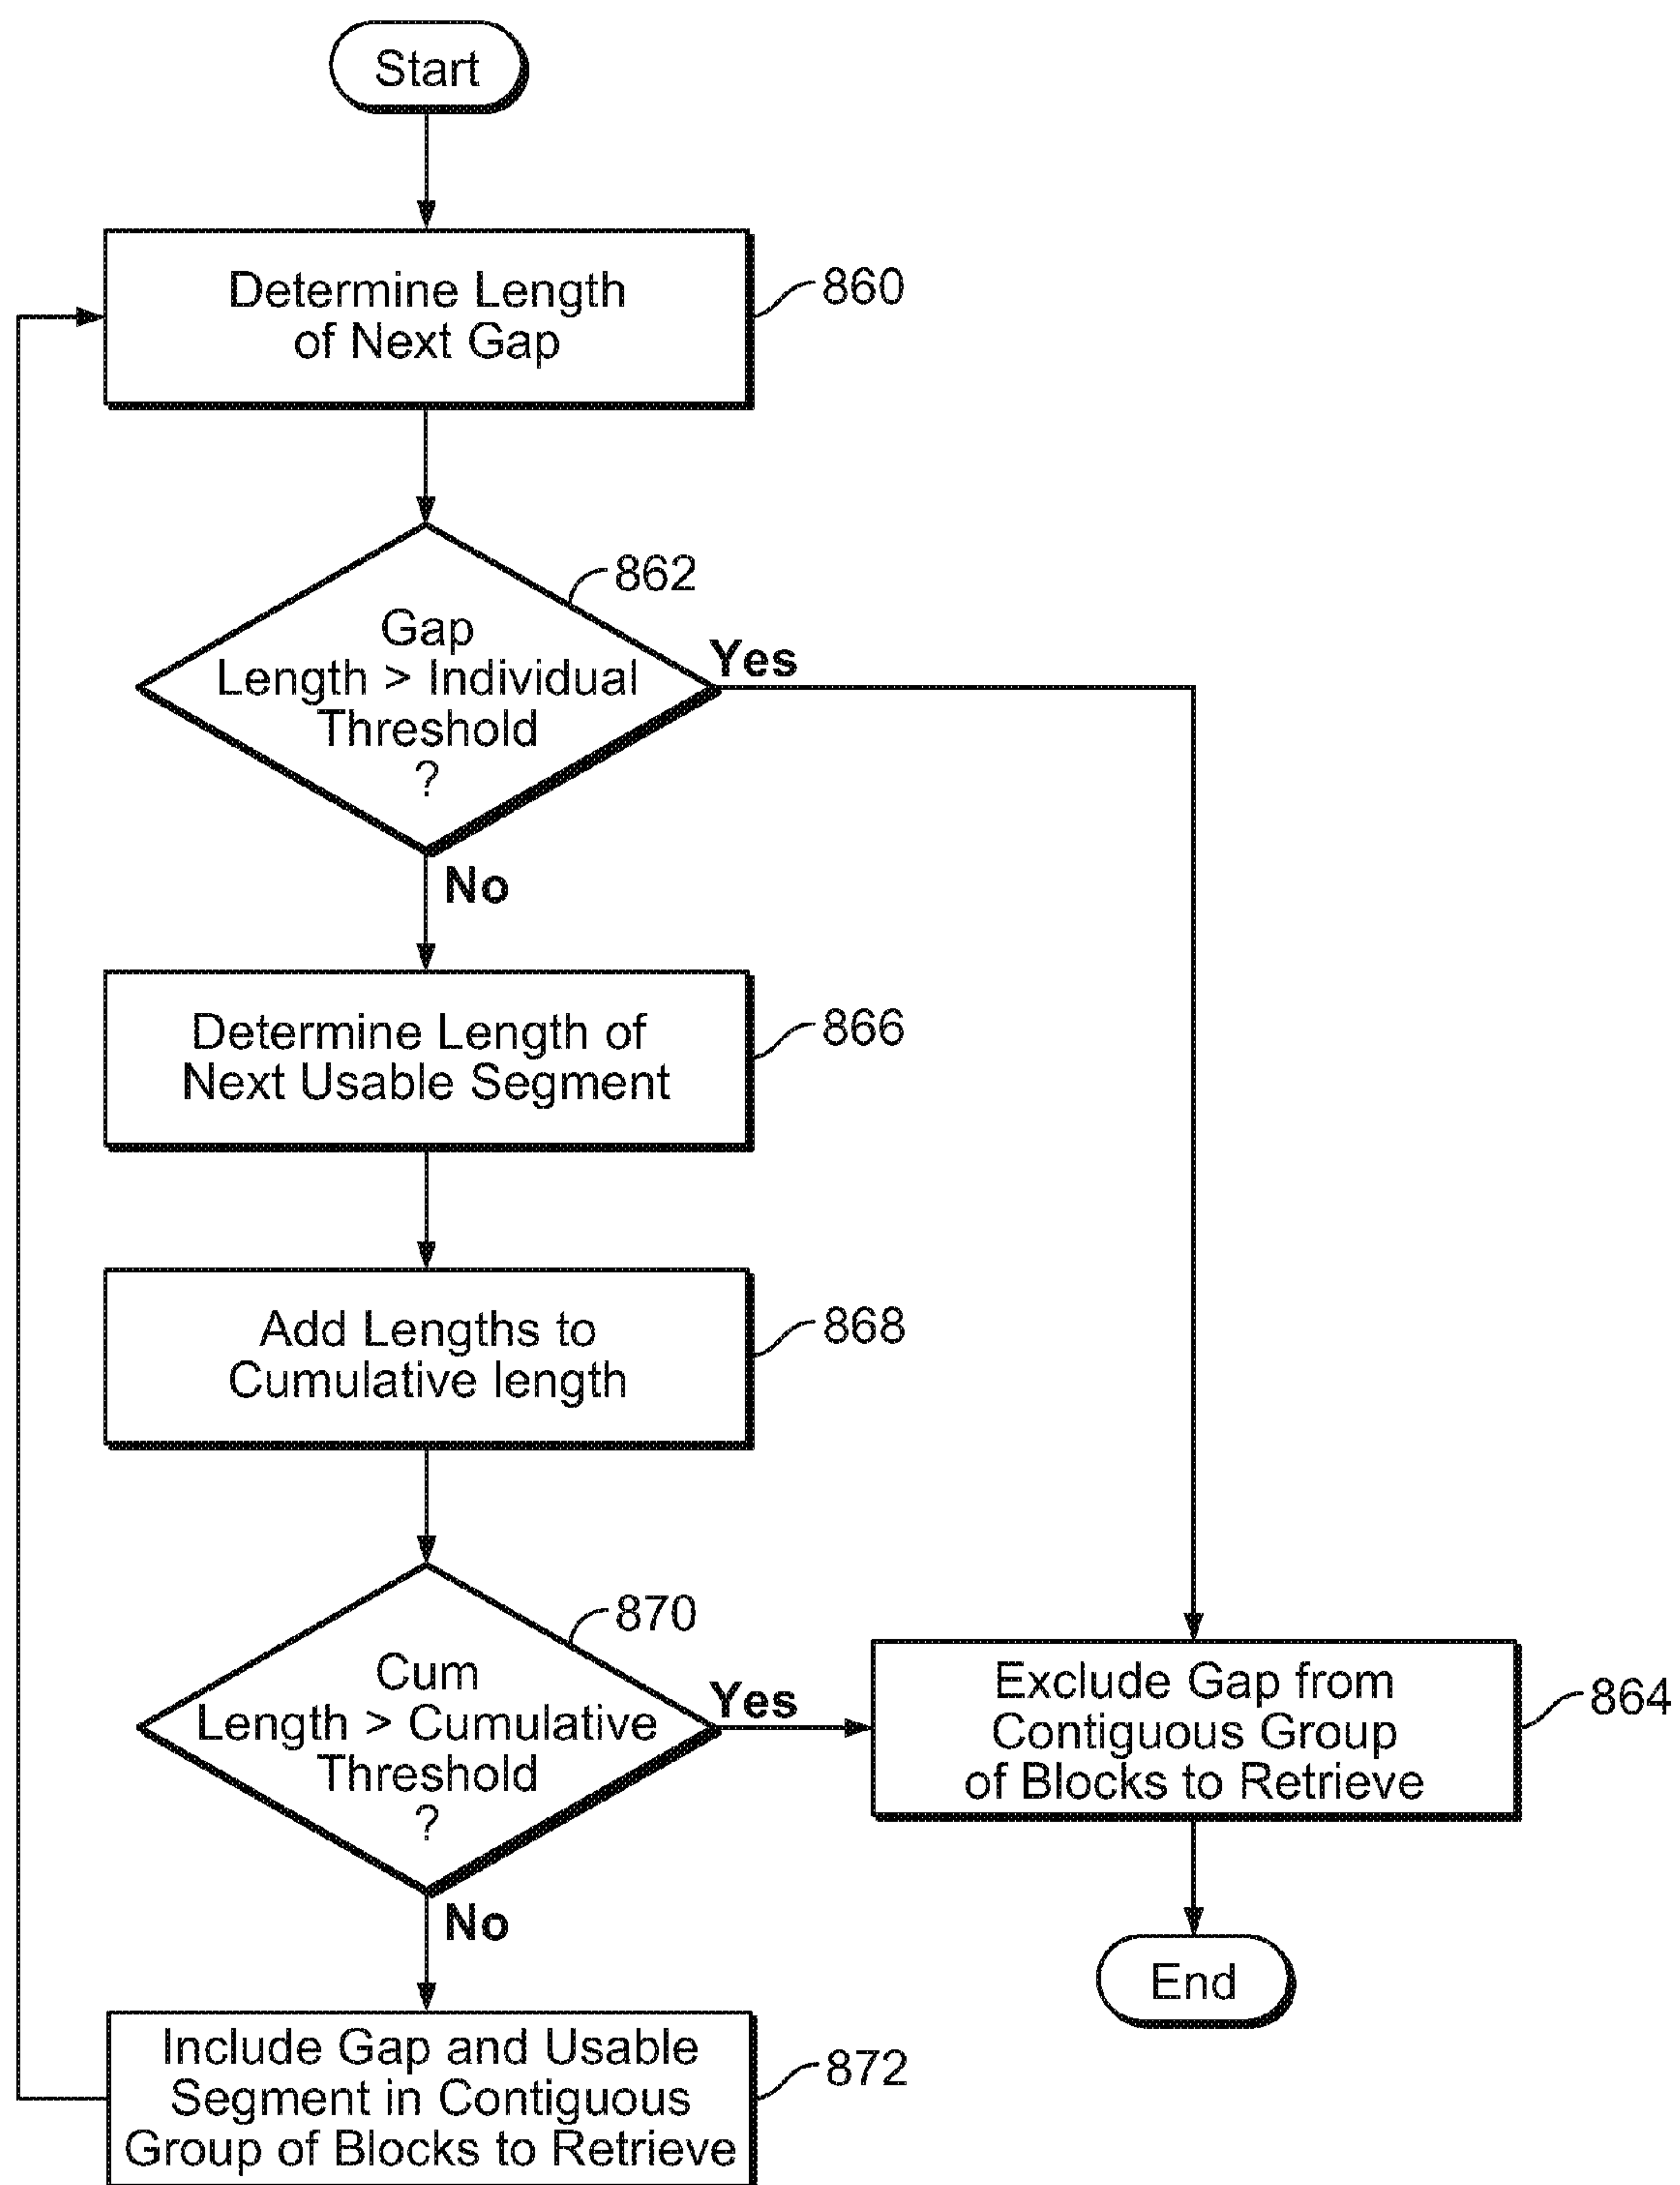 Start
Determine Length
of Next Gap
860
862
Gap
Length > Individual
Threshold
?
Yes
No
Determine Length of
Next Usable Segment
866
Add Lengths to
Cumulative length
868
870
Cum
Length > Cumulative
Threshold
?
Yes
No
Exclude Gap from
Contiguous Group
of Blocks to Retrieve
864
End
Include Gap and Usable
Segment in Contiguous
Group of Blocks to Retrieve
872